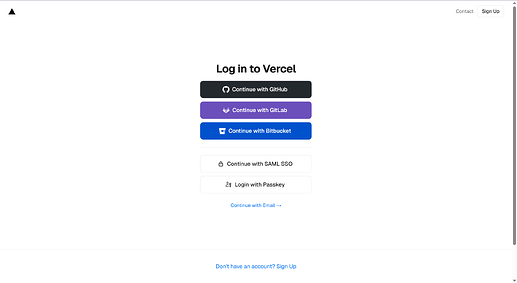 Contact
Sign Up
Log in to Vercel
Continue with GitHub
Continue with GitLab
Continue with Bitbucket
Continue with SAML SSO
Login with Passkey
Continue with Email →
Don't have an account? Sign Up